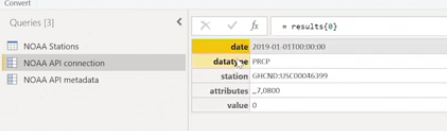 Convert
Queries [3]
= results{0}
NOAA Stations
NOAA API connection
NOAA API metadata
date 2019-01-01T00:00:00
datatype PRCP
station GHCND:USC00046399
attributes ,,7,0800
value 0